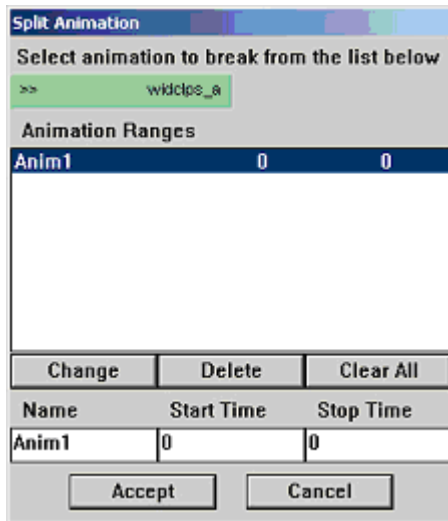 Split Animation
Select animation to break from the list below
>> widclps_a
Animation Ranges
Anim1 0 0
Change Delete Clear All
Name Start Time Stop Time
Anim1 0 0
Accept Cancel